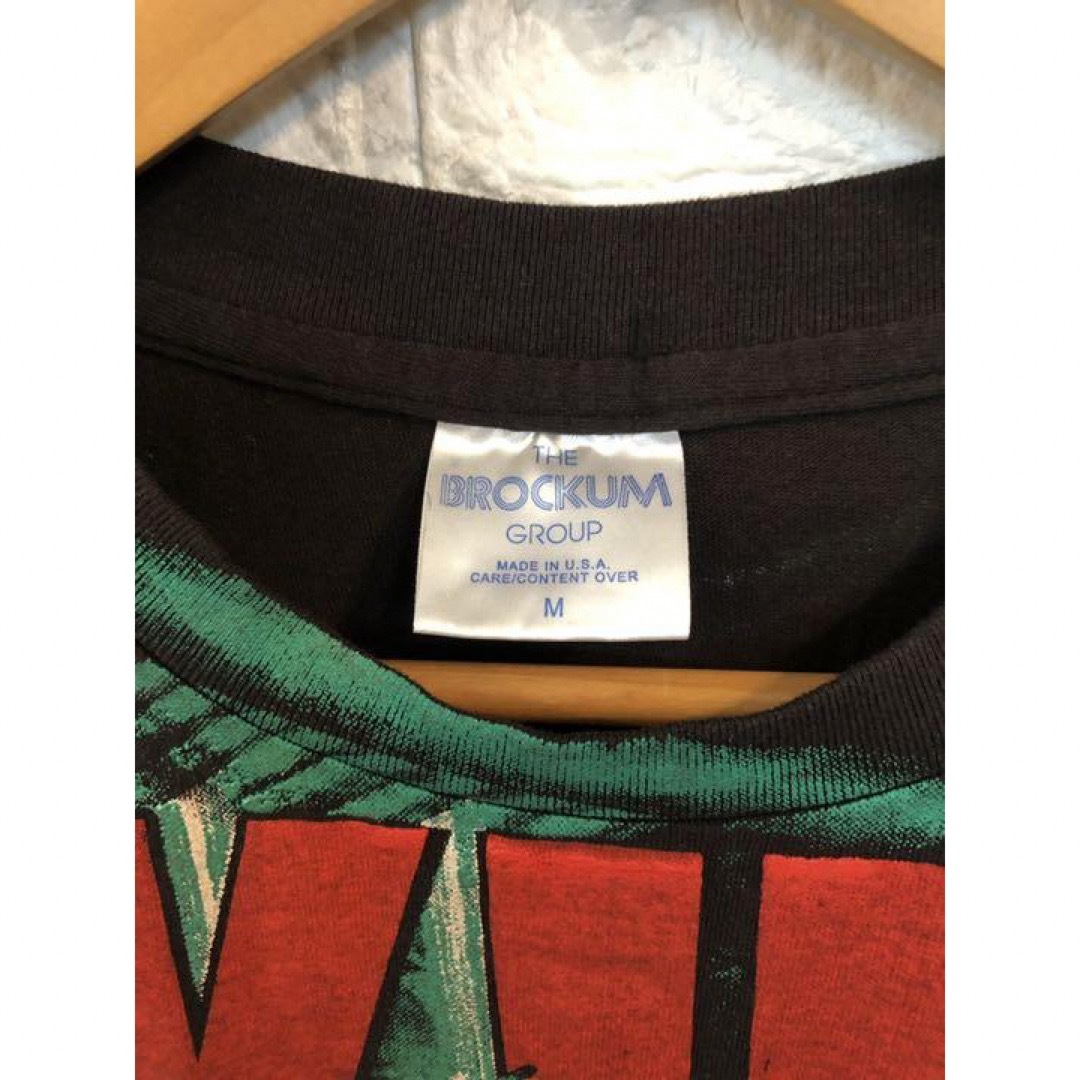 THE
BROCKUM
GROUP
MADE IN U.S.A.
CARE/CONTENT OVER
M